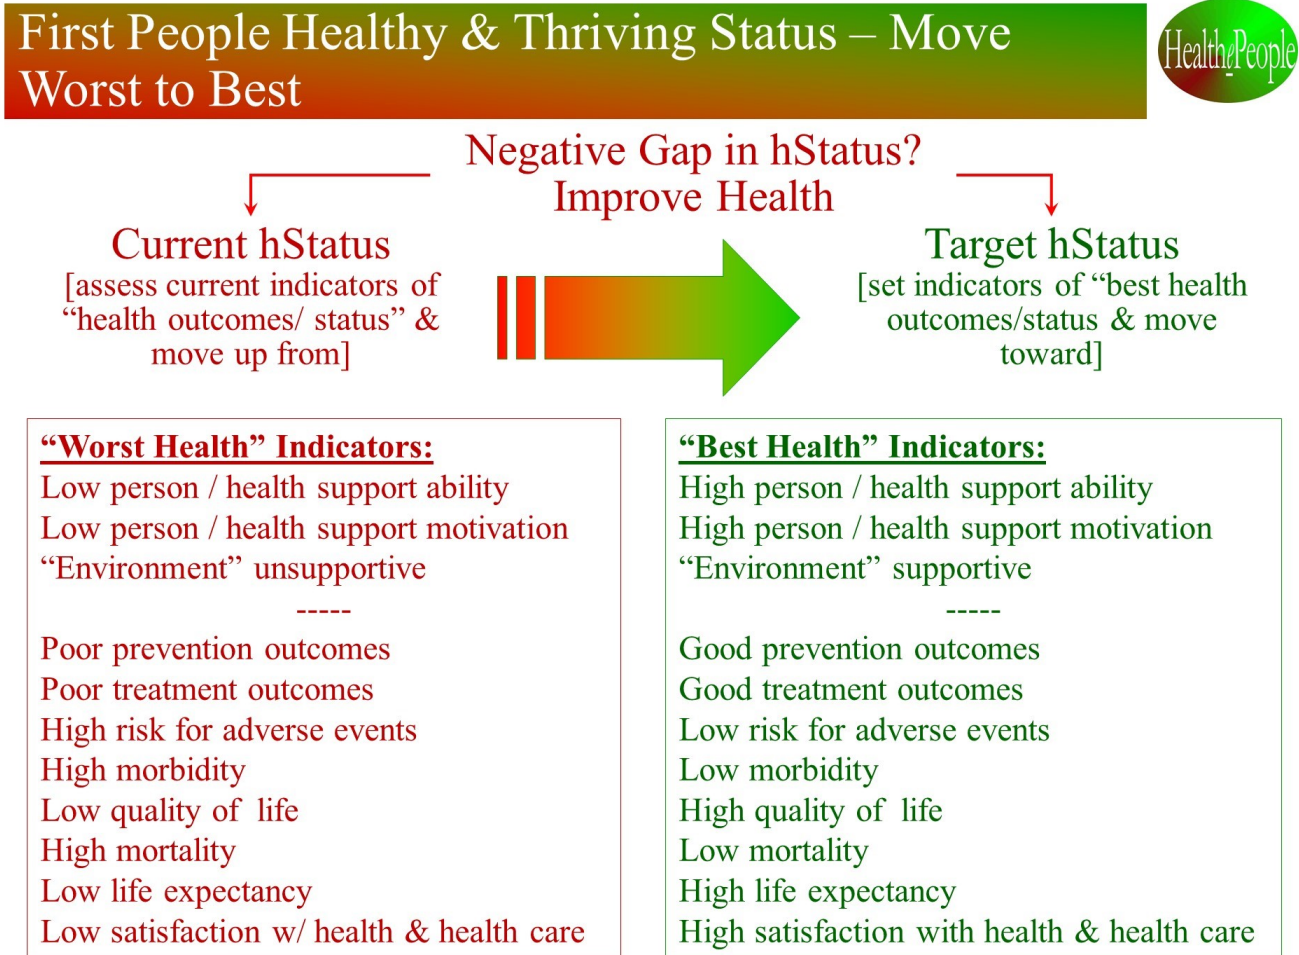 First People Healthy & Thriving Status – Move
Worst to Best
HealthePeople
Negative Gap in hStatus?
Improve Health
Current hStatus
[assess current indicators of
“health outcomes/ status” &
move up from]
Target hStatus
[set indicators of “best health
outcomes/status & move
toward]
“Worst Health” Indicators:
Low person / health support ability
Low person / health support motivation
“Environment” unsupportive
-----
Poor prevention outcomes
Poor treatment outcomes
High risk for adverse events
High morbidity
Low quality of  life
High mortality
Low life expectancy
Low satisfaction w/ health & health care
“Best Health” Indicators:
High person / health support ability
High person / health support motivation
“Environment” supportive
-----
Good prevention outcomes
Good treatment outcomes
Low risk for adverse events
Low morbidity
High quality of  life
Low mortality
High life expectancy
High satisfaction with health & health care